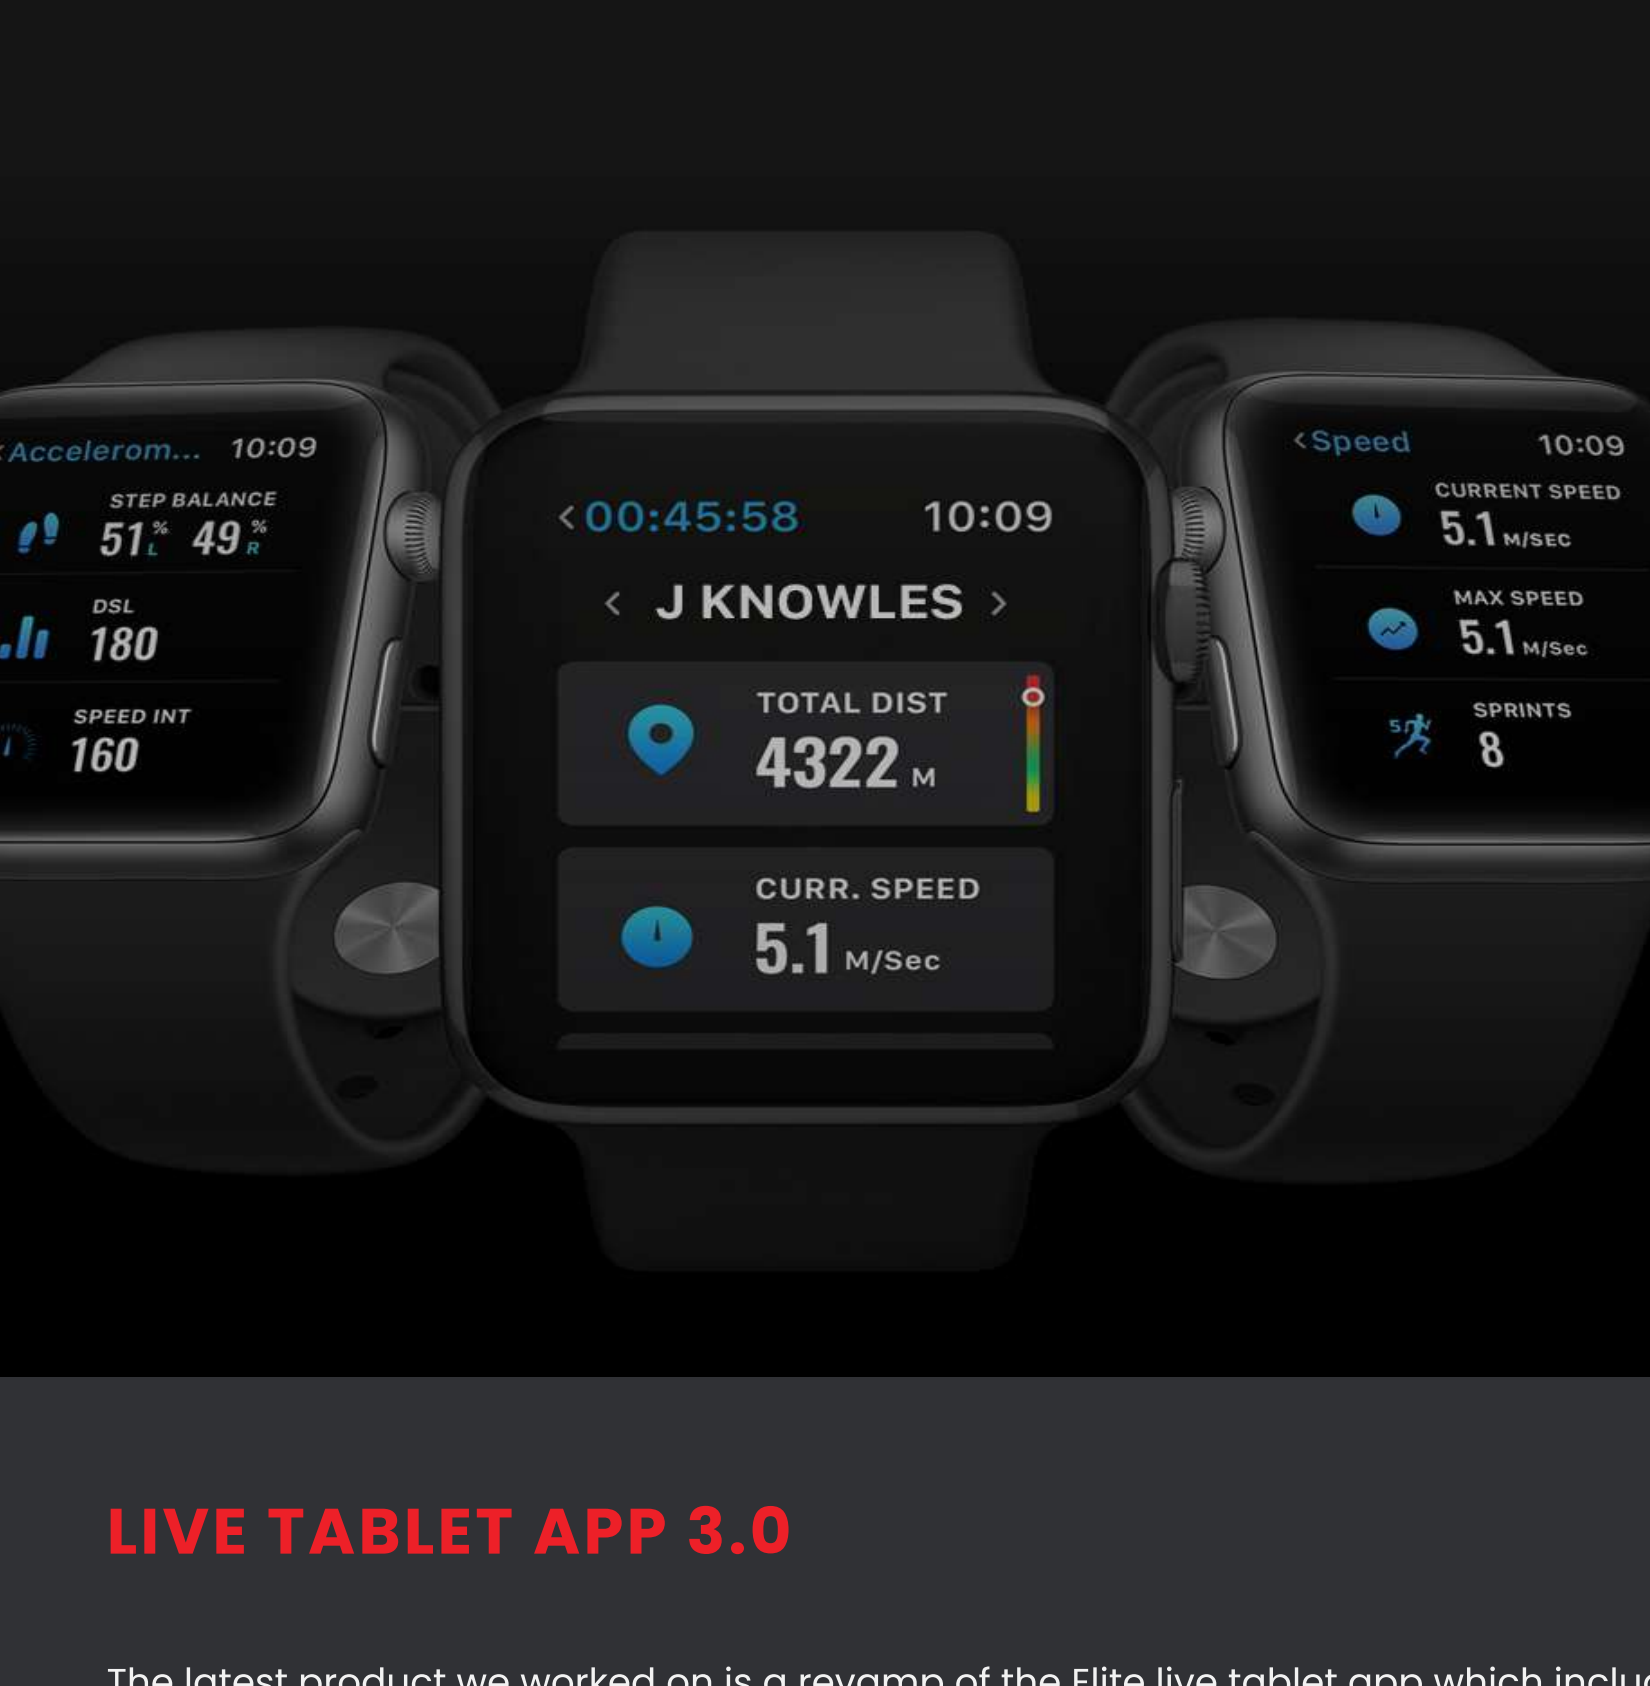 <Accelerom... 10:09
STEP BALANCE
51% L 49% R
DSL
180
SPEED INT
160
<00:45:58 10:09
< J KNOWLES >
TOTAL DIST
4322 M
CURR. SPEED
5.1 M/Sec
<Speed 10:09
CURRENT SPEED
5.1 M/SEC
MAX SPEED
5.1 M/Sec
5
SPRINTS
8
LIVE TABLET APP 3.0
The latest product we worked on is a revamp of the Elite live tablet app which